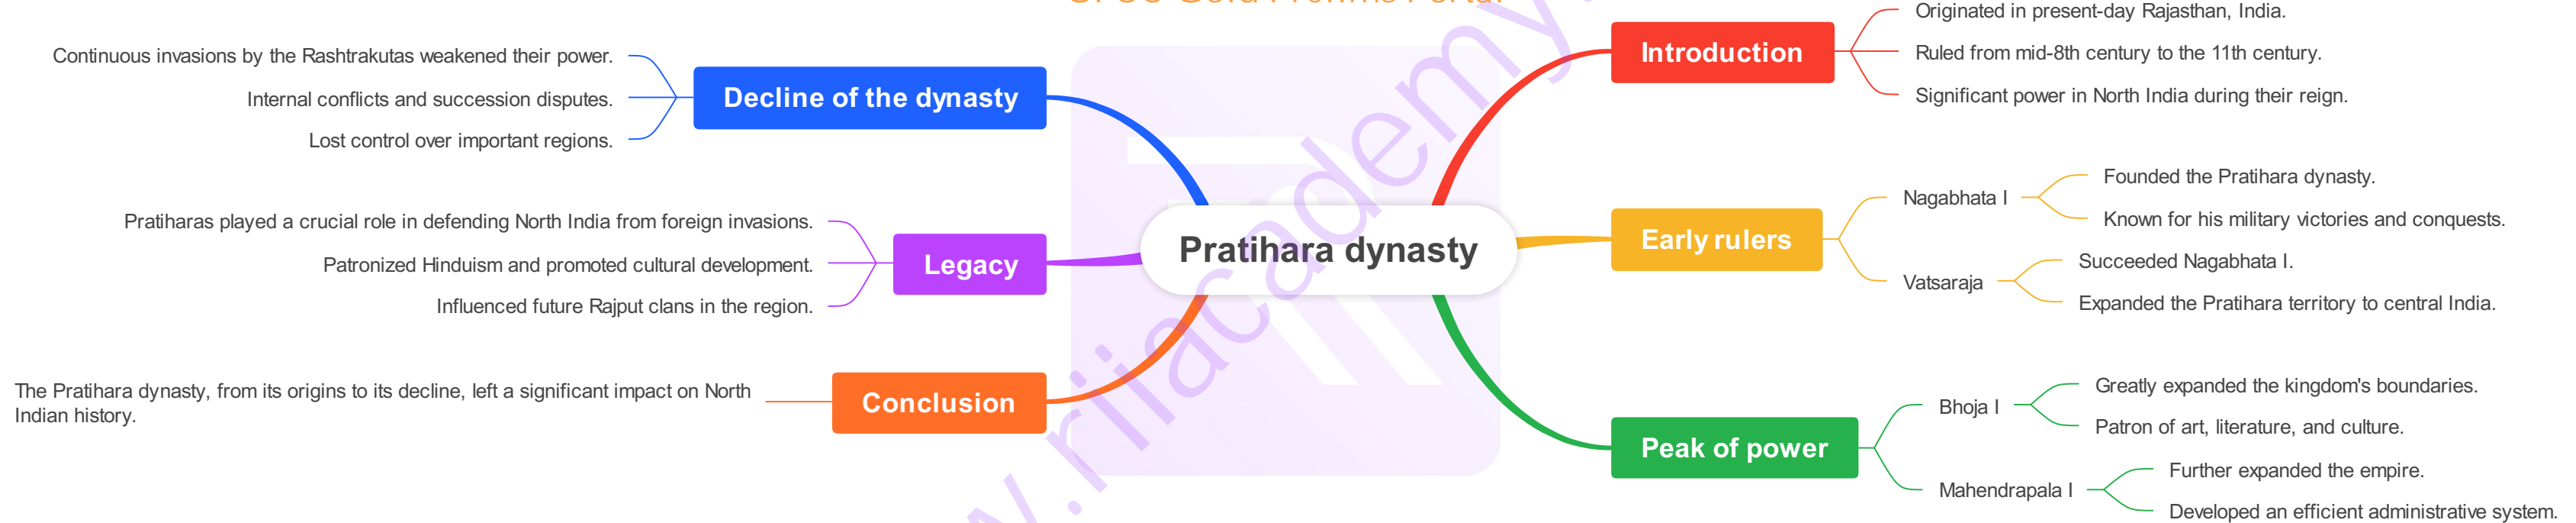 Pratihara dynasty
Introduction
Originated in present-day Rajasthan, India.
Ruled from mid-8th century to the 11th century.
Significant power in North India during their reign.
Early rulers
Nagabhata I
Founded the Pratihara dynasty.
Known for his military victories and conquests.
Vatsaraja
Succeeded Nagabhata I.
Expanded the Pratihara territory to central India.
Peak of power
Bhoja I
Greatly expanded the kingdom's boundaries.
Patron of art, literature, and culture.
Mahendrapala I
Further expanded the empire.
Developed an efficient administrative system.
Decline of the dynasty
Continuous invasions by the Rashtrakutas weakened their power.
Internal conflicts and succession disputes.
Lost control over important regions.
Legacy
Pratiharas played a crucial role in defending North India from foreign invasions.
Patronized Hinduism and promoted cultural development.
Influenced future Rajput clans in the region.
Conclusion
The Pratihara dynasty, from its origins to its decline, left a significant impact on North
Indian history.